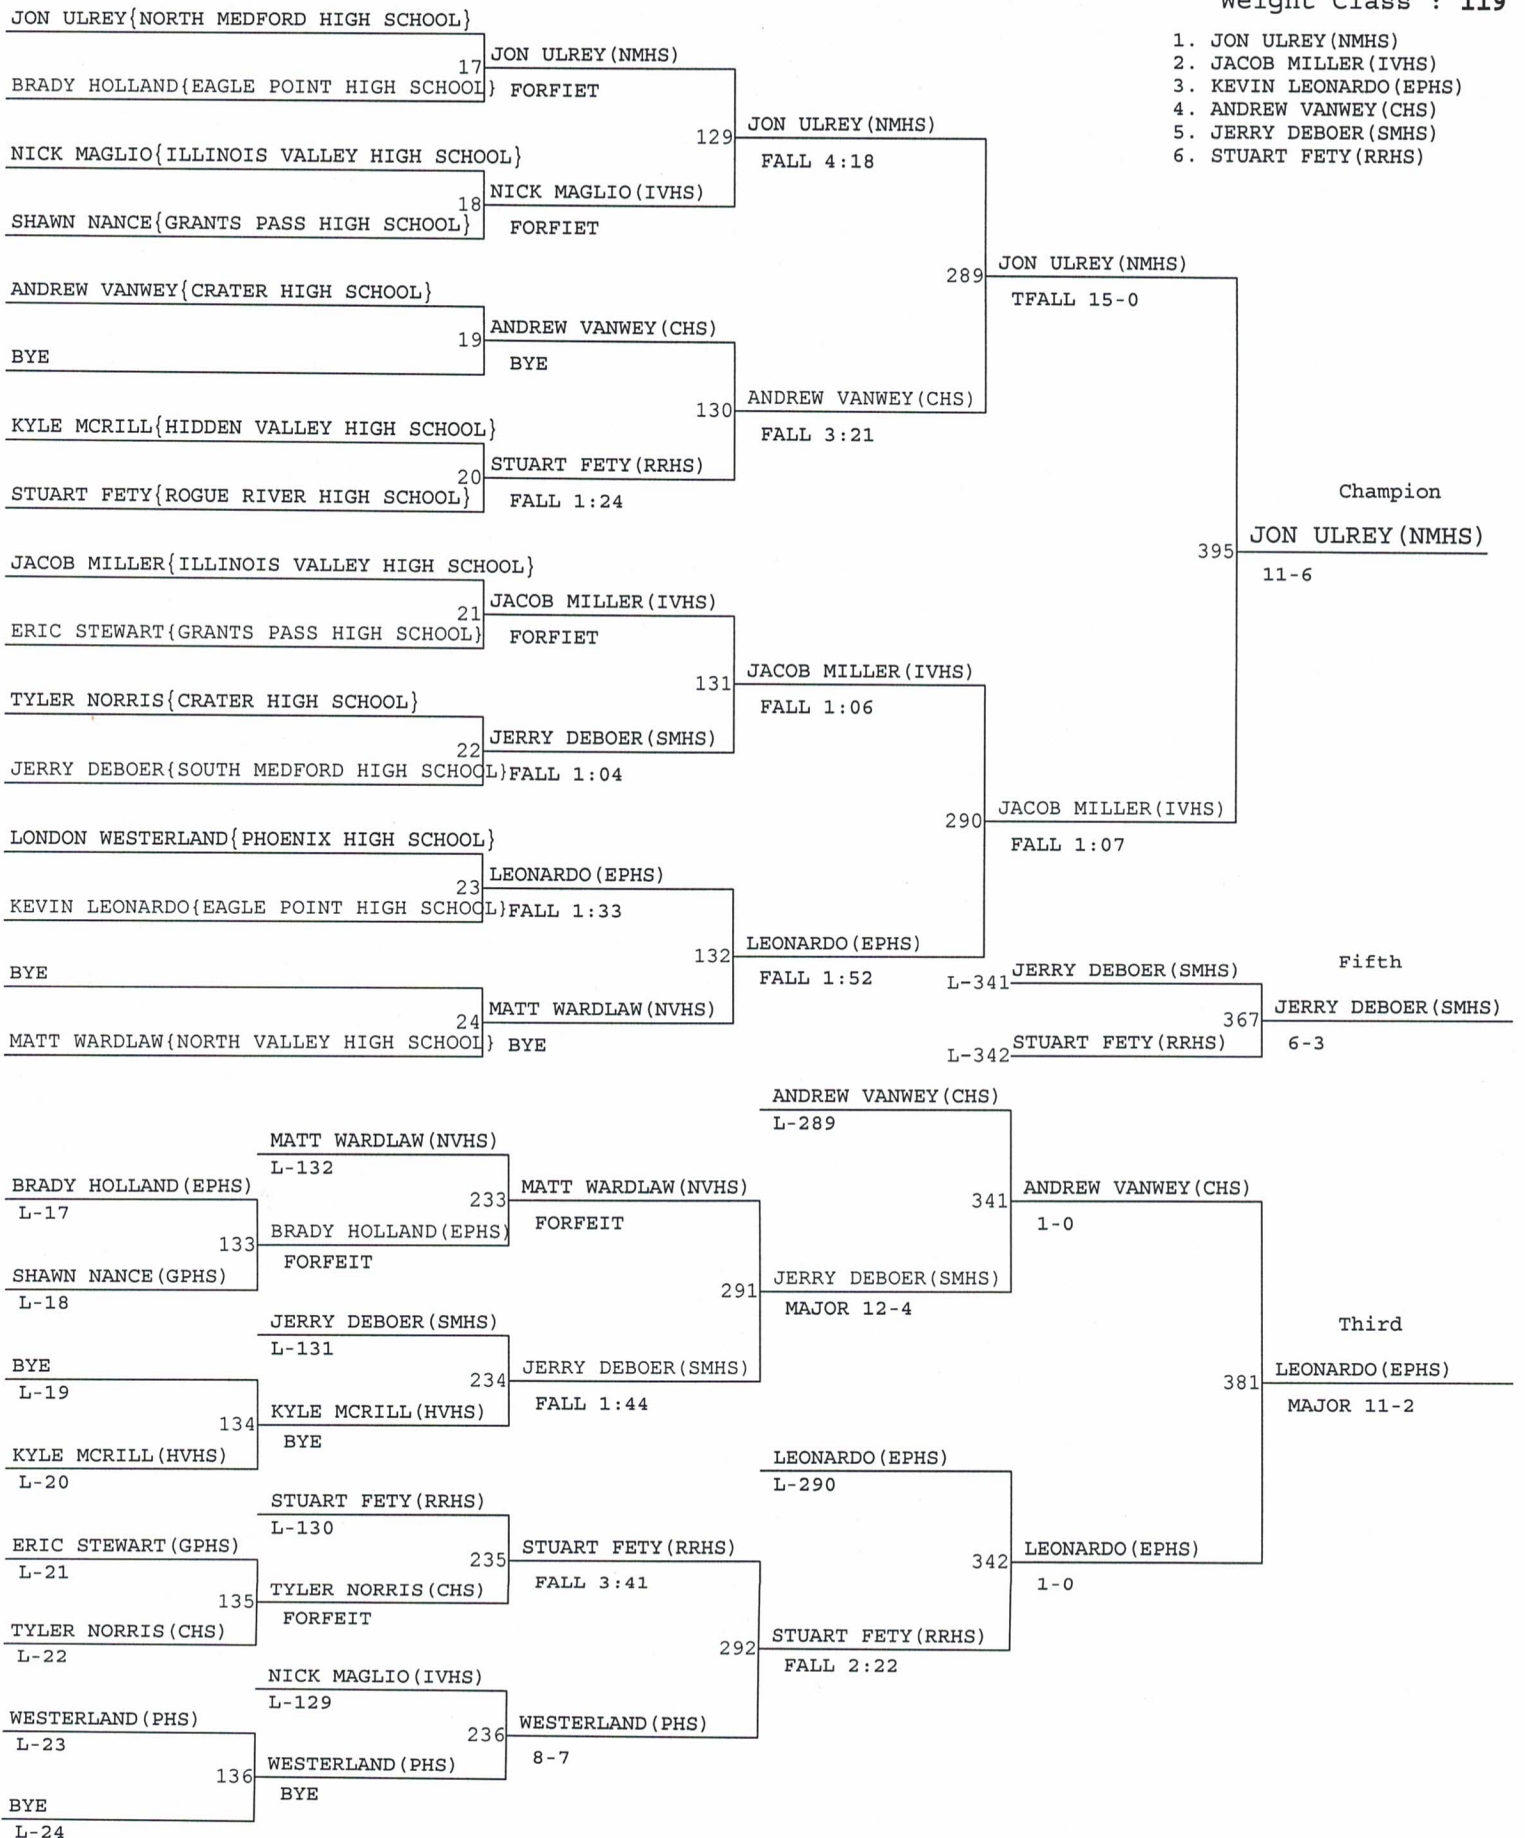 Weight Class : 119
JON ULREY{NORTH MEDFORD HIGH SCHOOL}
1. JON ULREY(NMHS)
2. JACOB MILLER(IVHS)
3. KEVIN LEONARDO(EPHS)
4. ANDREW VANWEY(CHS)
5. JERRY DEBOER(SMHS)
6. STUART FETY(RRHS)
17 JON ULREY(NMHS)
BRADY HOLLAND{EAGLE POINT HIGH SCHOOL} FORFIET
129 JON ULREY(NMHS)
FALL 4:18
NICK MAGLIO{ILLINOIS VALLEY HIGH SCHOOL}
18 NICK MAGLIO(IVHS)
SHAWN NANCE{GRANTS PASS HIGH SCHOOL} FORFIET
289 JON ULREY(NMHS)
TFALL 15-0
ANDREW VANWEY{CRATER HIGH SCHOOL}
19 ANDREW VANWEY(CHS)
BYE BYE
130 ANDREW VANWEY(CHS)
FALL 3:21
KYLE MCRILL{HIDDEN VALLEY HIGH SCHOOL}
20 STUART FETY(RRHS)
STUART FETY{ROGUE RIVER HIGH SCHOOL} FALL 1:24
Champion
395 JON ULREY(NMHS)
11-6
JACOB MILLER{ILLINOIS VALLEY HIGH SCHOOL}
21 JACOB MILLER(IVHS)
ERIC STEWART{GRANTS PASS HIGH SCHOOL} FORFIET
131 JACOB MILLER(IVHS)
FALL 1:06
TYLER NORRIS{CRATER HIGH SCHOOL}
22 JERRY DEBOER(SMHS)
JERRY DEBOER{SOUTH MEDFORD HIGH SCHOOL}FALL 1:04
290 JACOB MILLER(IVHS)
FALL 1:07
LONDON WESTERLAND{PHOENIX HIGH SCHOOL}
23 LEONARDO(EPHS)
KEVIN LEONARDO{EAGLE POINT HIGH SCHOOL}FALL 1:33
132 LEONARDO(EPHS)
FALL 1:52
BYE
24 MATT WARDLAW(NVHS)
MATT WARDLAW{NORTH VALLEY HIGH SCHOOL} BYE
Fifth
L-341 JERRY DEBOER(SMHS)
367 JERRY DEBOER(SMHS)
L-342 STUART FETY(RRHS) 6-3
ANDREW VANWEY(CHS)
L-289
MATT WARDLAW(NVHS)
L-132
BRADY HOLLAND(EPHS)
L-17
233 MATT WARDLAW(NVHS)
FORFEIT
341 ANDREW VANWEY(CHS)
1-0
133 BRADY HOLLAND(EPHS)
FORFEIT
SHAWN NANCE(GPHS)
L-18
291 JERRY DEBOER(SMHS)
MAJOR 12-4
JERRY DEBOER(SMHS)
L-131
Third
BYE
L-19
234 JERRY DEBOER(SMHS)
FALL 1:44
381 LEONARDO(EPHS)
MAJOR 11-2
134 KYLE MCRILL(HVHS)
BYE
KYLE MCRILL(HVHS)
L-20
LEONARDO(EPHS)
L-290
STUART FETY(RRHS)
L-130
ERIC STEWART(GPHS)
L-21
235 STUART FETY(RRHS)
FALL 3:41
342 LEONARDO(EPHS)
1-0
135 TYLER NORRIS(CHS)
FORFEIT
TYLER NORRIS(CHS)
L-22
292 STUART FETY(RRHS)
FALL 2:22
NICK MAGLIO(IVHS)
L-129
WESTERLAND(PHS)
L-23
236 WESTERLAND(PHS)
8-7
136 WESTERLAND(PHS)
BYE
BYE
L-24